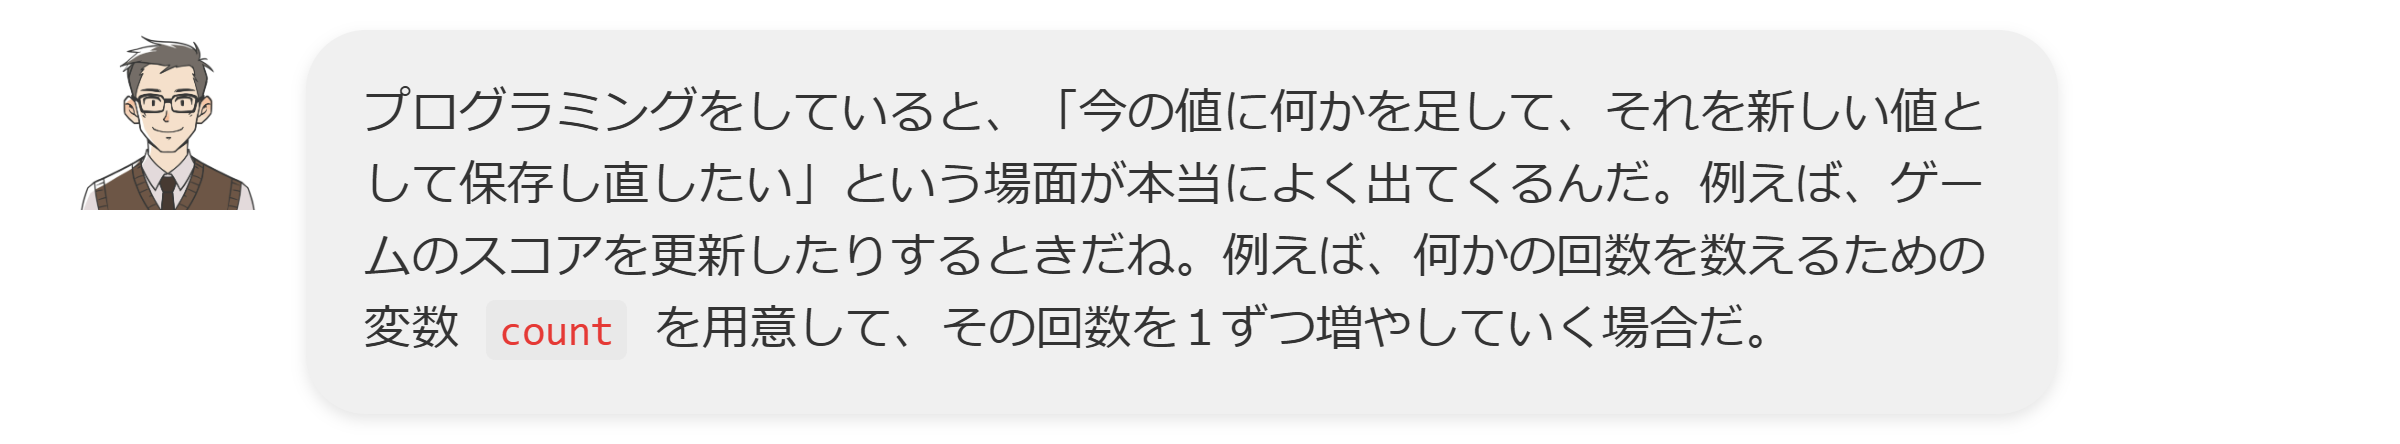 プログラミングをしていると、「今の値に何かを足して、それを新しい値と
して保存し直したい」という場面が本当によく出てくるんだ。例えば、ゲー
ムのスコアを更新したりするときだね。例えば、何かの回数を数えるための
変数 count を用意して、その回数を１ずつ増やしていく場合だ。